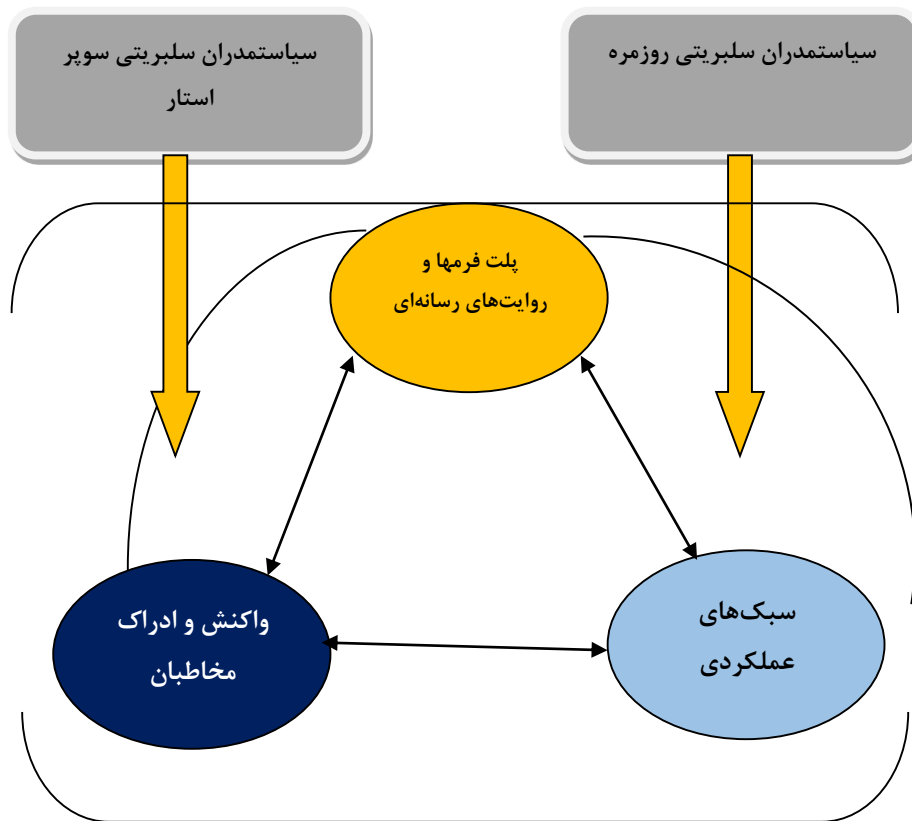 سیاستمدران سلبریتی روزمره
سیاستمدران سلبریتی سوپر
استار
پلت فرمها و
روایت‌های رسانه‌ای
سبک‌های
عملکردی
واکنش و ادراک
مخاطبان